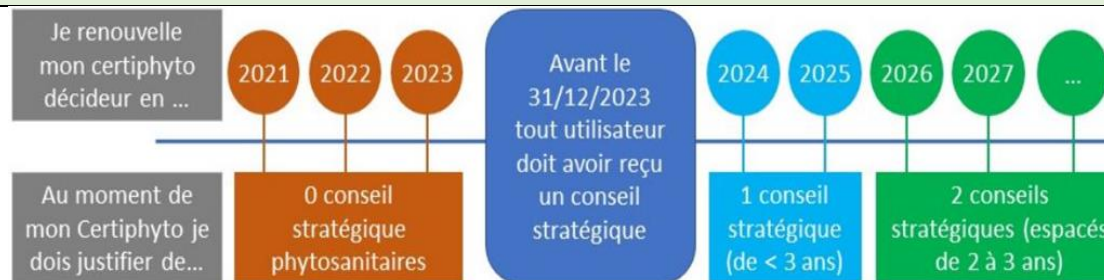 Je renouvelle
mon certiphyto
décideur en ...
2021
2022
2023
Avant le
31/12/2023
tout utilisateur
doit avoir reçu
un conseil
stratégique
2024
2025
2026
2027
...
Au moment de
mon Certiphyto je
dois justifier de...
0 conseil
stratégique
phytosanitaires
1 conseil
stratégique
(de < 3 ans)
2 conseils
stratégiques (espacés
de 2 à 3 ans)